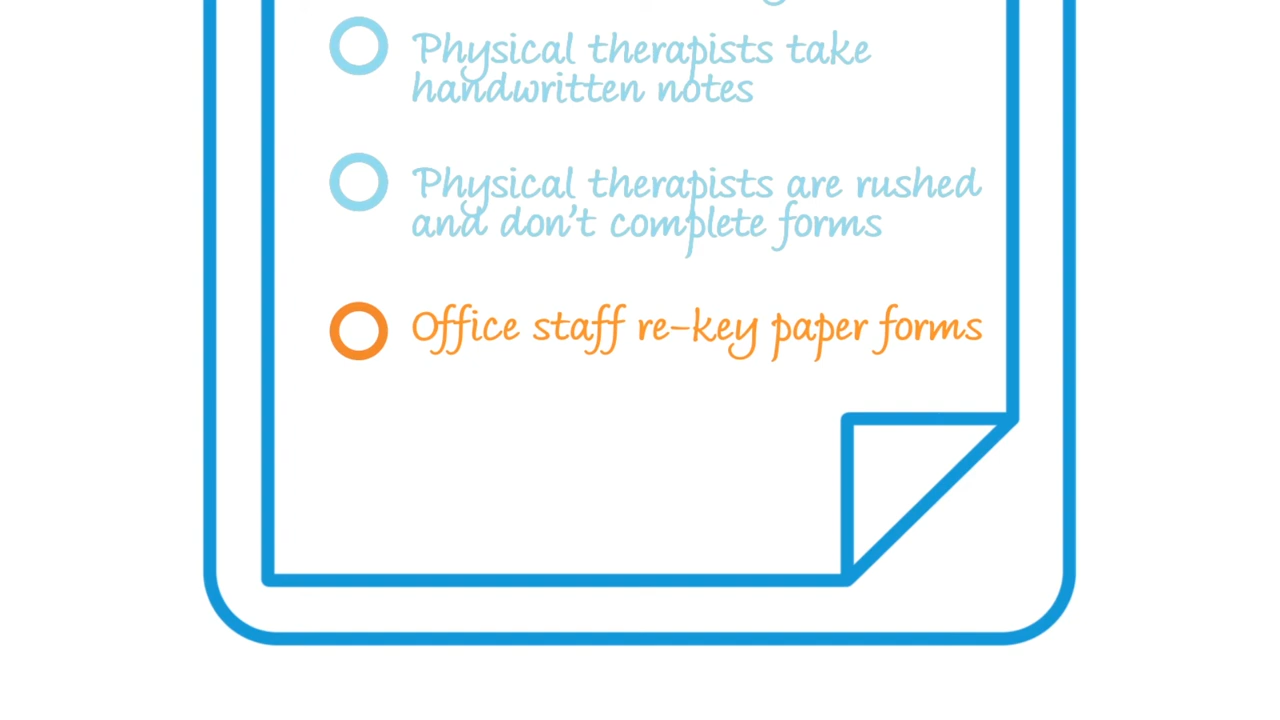 Physical therapists take
handwritten notes
Physical therapists are rushed
and don't complete forms
Office staff re-key paper forms